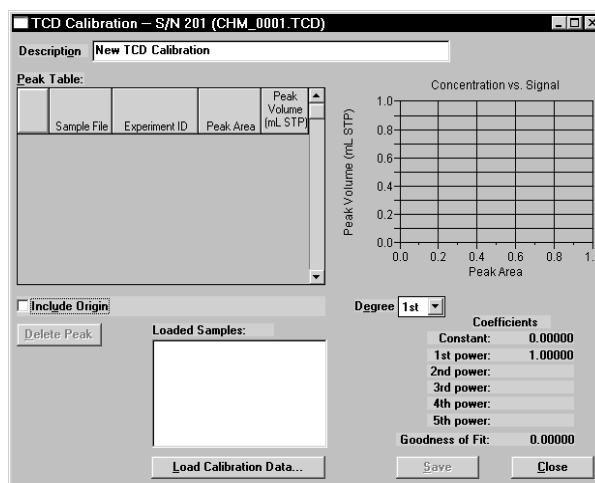 TCD Calibration – S/N 201 (CHM_0001.TCD)
Description New TCD Calibration
Peak Table:
Sample File Experiment ID Peak Area Peak Volume (mL STP)
Concentration vs. Signal
Peak Volume (mL STP)
1.0
0.8
0.6
0.4
0.2
0.0
0.0 0.2 0.4 0.6 0.8 1.
Peak Area
Include Origin
Degree 1st
Delete Peak
Loaded Samples:
Load Calibration Data...
Coefficients
Constant: 0.00000
1st power: 1.00000
2nd power:
3rd power:
4th power:
5th power:
Goodness of Fit: 0.00000
Save Close